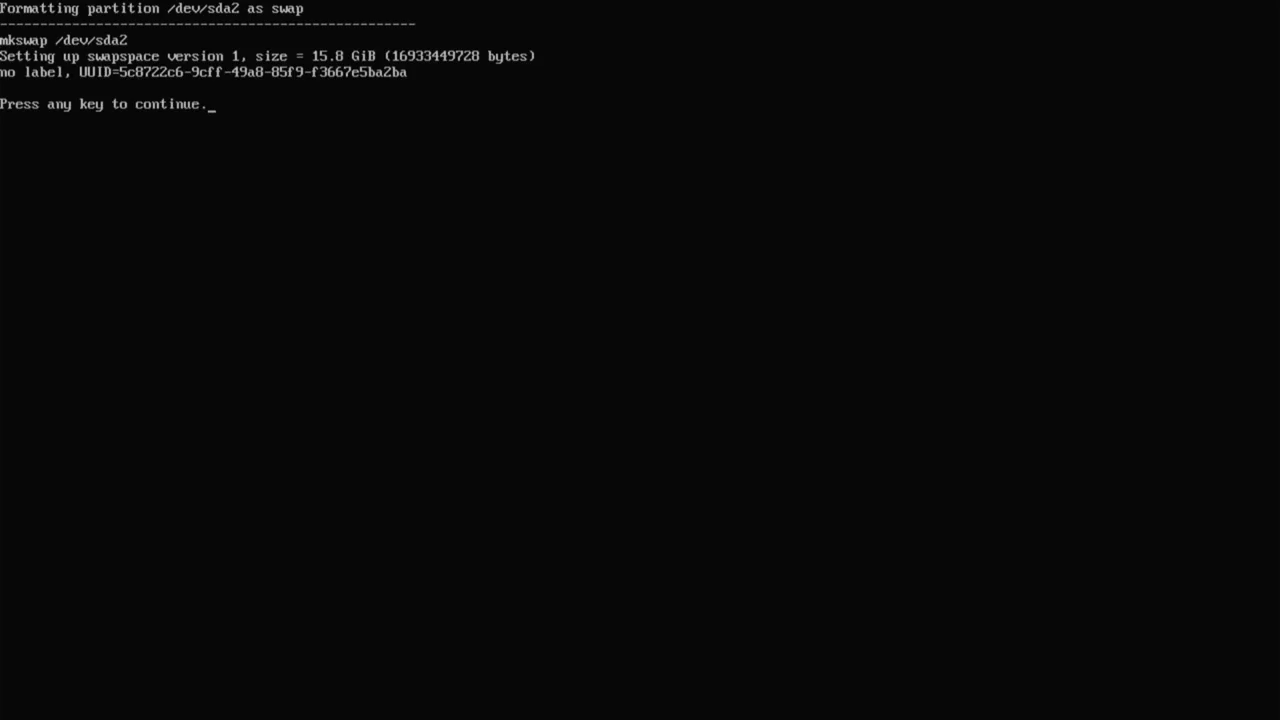 Formatting partition /dev/sda2 as swap
----------------------------------------------------
mkswap /dev/sda2
Setting up swapspace version 1, size = 15.8 GiB (16933449728 bytes)
no label, UUID=5c8722c6-9cff-49a8-85f9-f3667e5ba2ba
Press any key to continue._